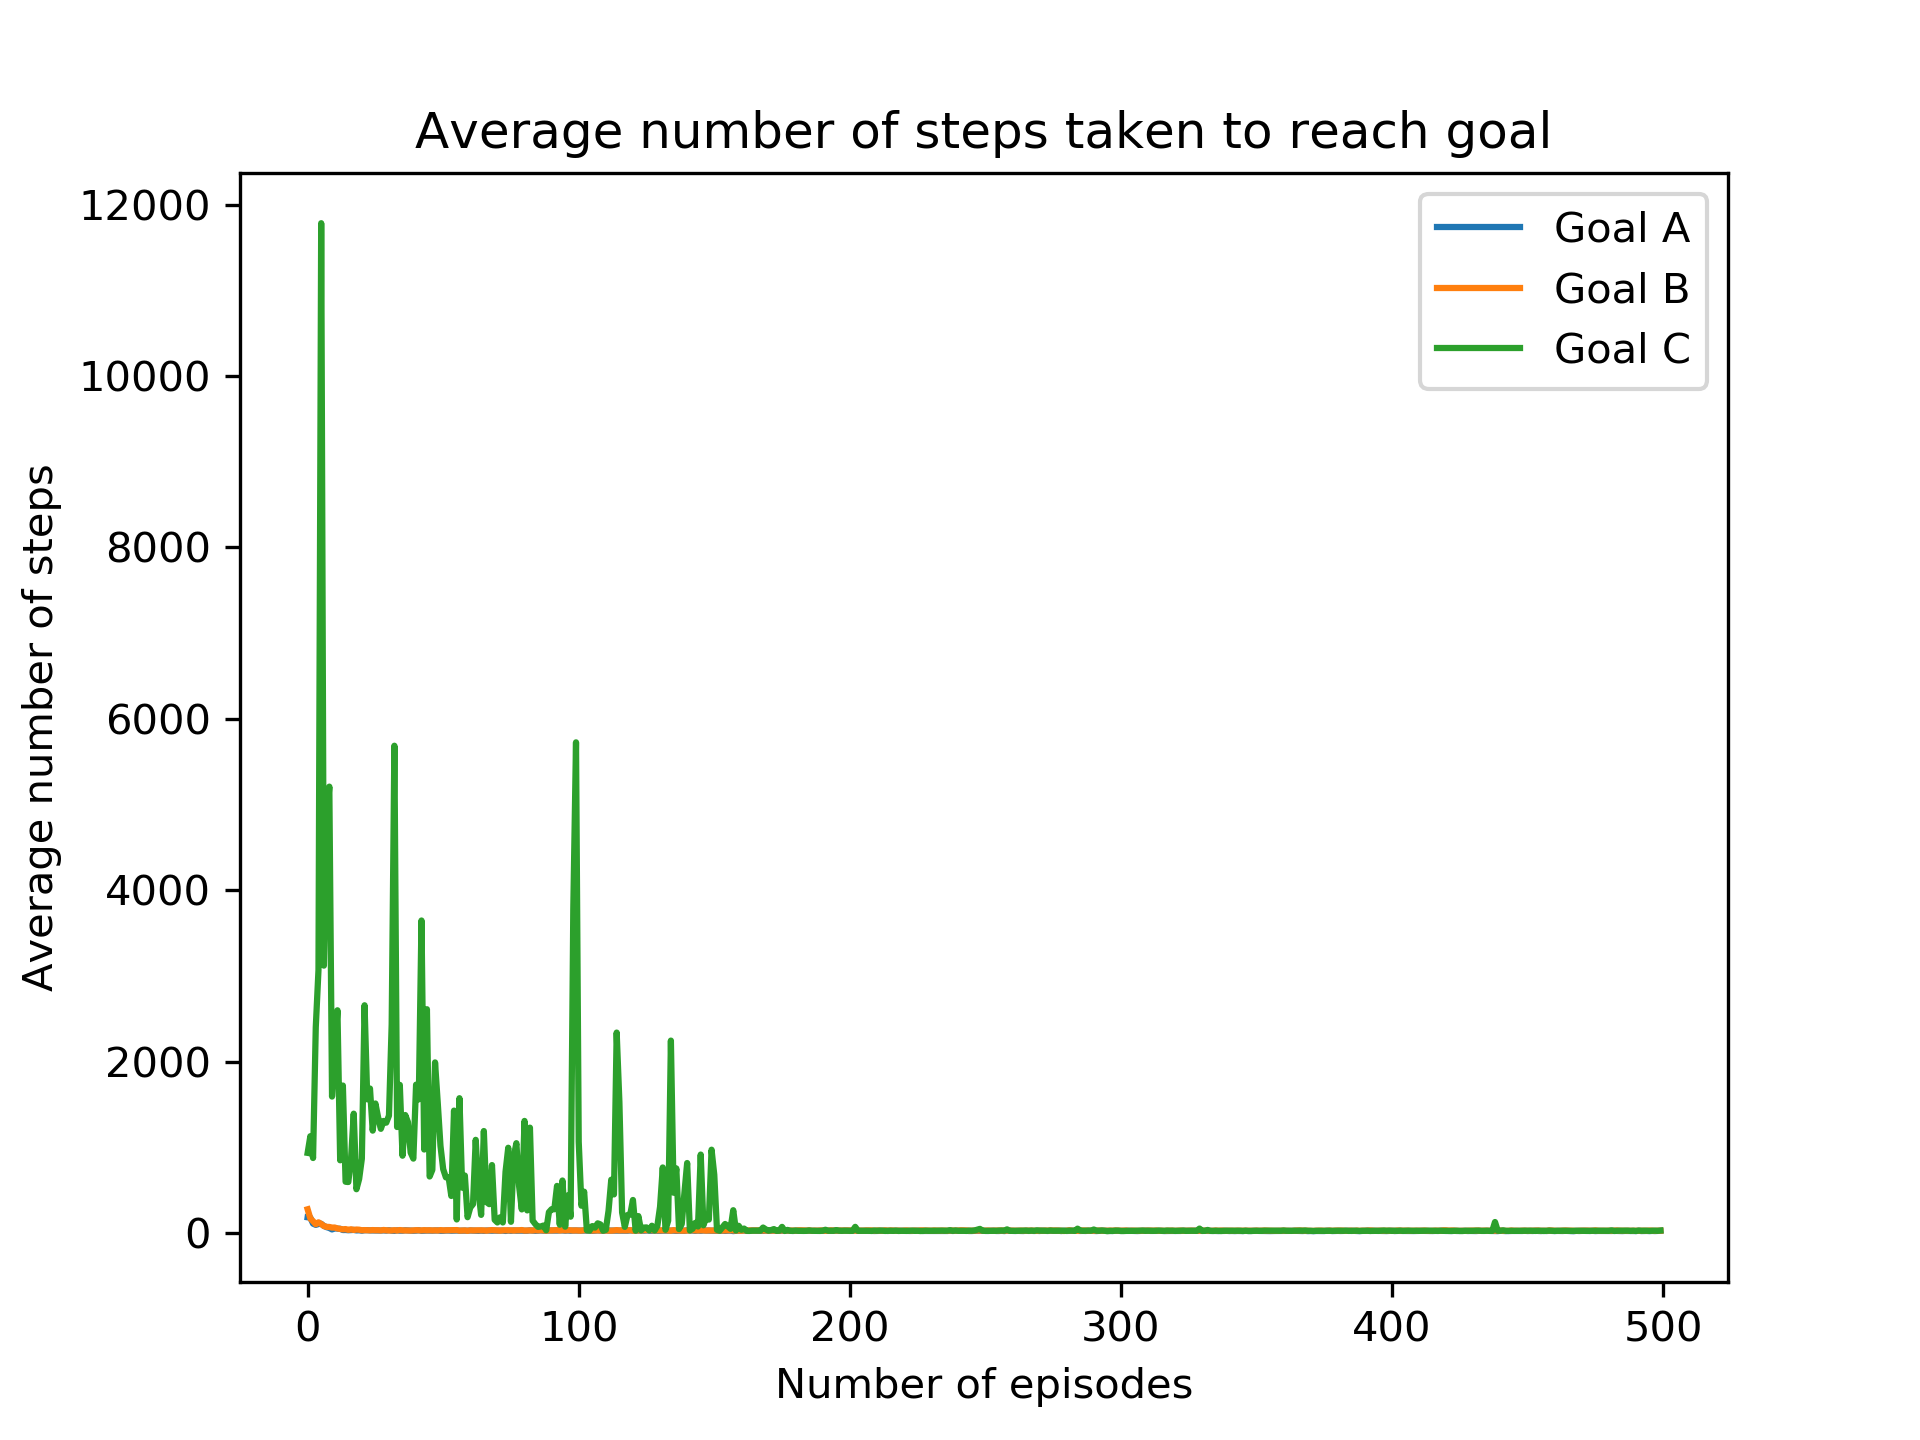 Average number of steps taken to reach goal
12000
10000
8000
6000
4000
2000
0
Average number of steps
Goal A
Goal B
Goal C
0 100 200 300 400 500
Number of episodes